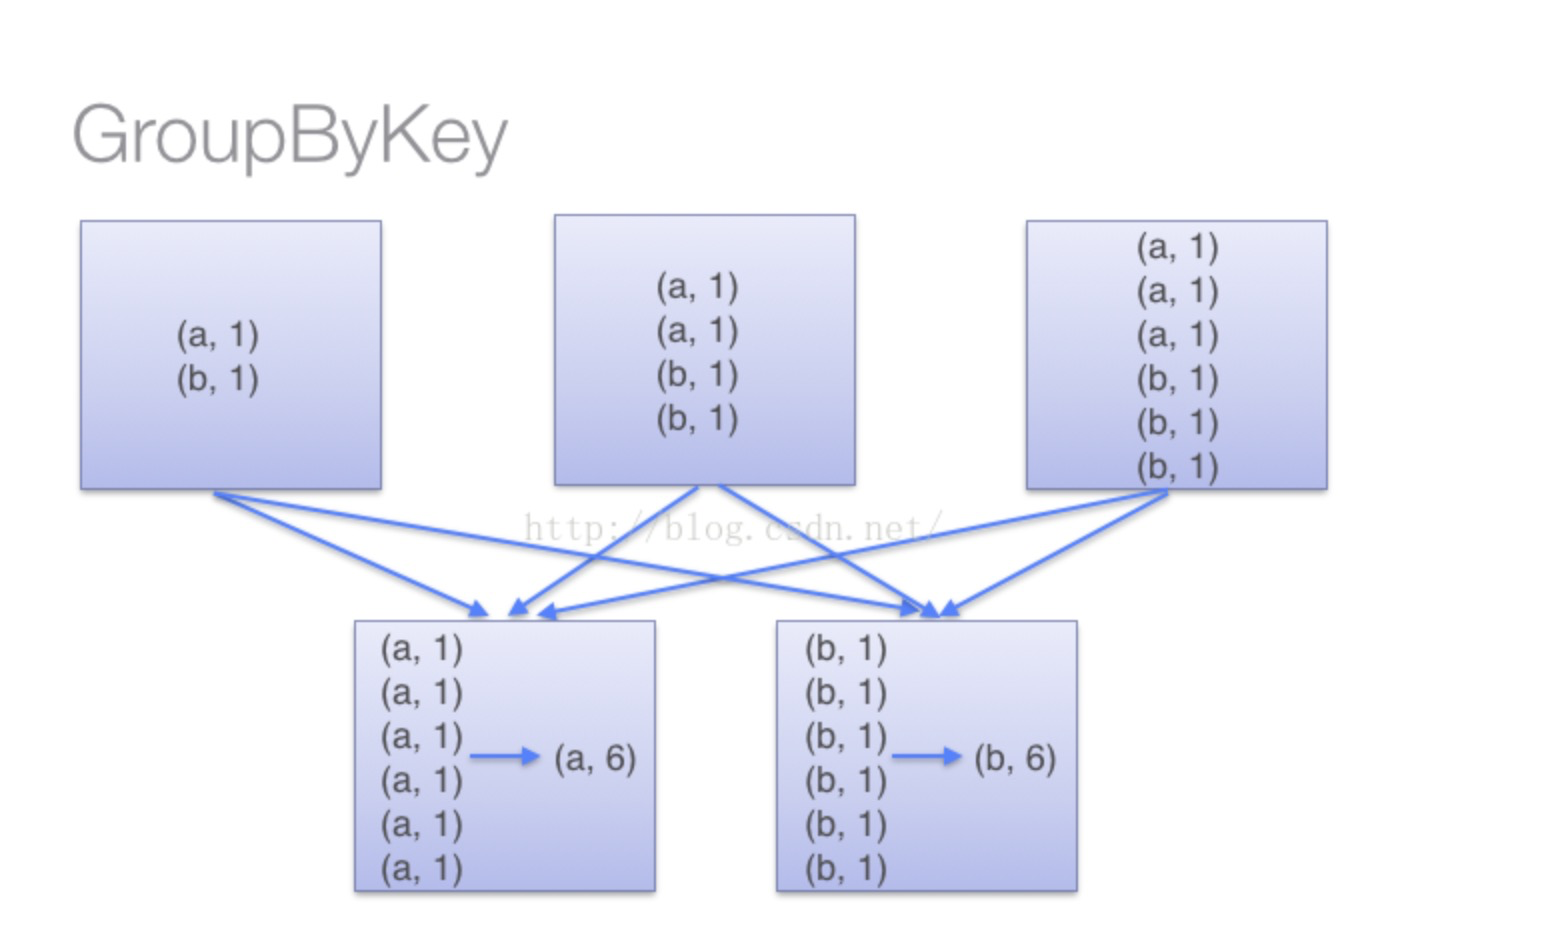 GroupByKey
(a, 1)
(b, 1)
(a, 1)
(a, 1)
(b, 1)
(b, 1)
(a, 1)
(a, 1)
(a, 1)
(b, 1)
(b, 1)
(b, 1)
http://blog.csdn.net/
(a, 1)
(a, 1)
(a, 1)
(a, 1)
(a, 1)
(a, 1)
(a, 6)
(b, 1)
(b, 1)
(b, 1)
(b, 1)
(b, 1)
(b, 1)
(b, 6)